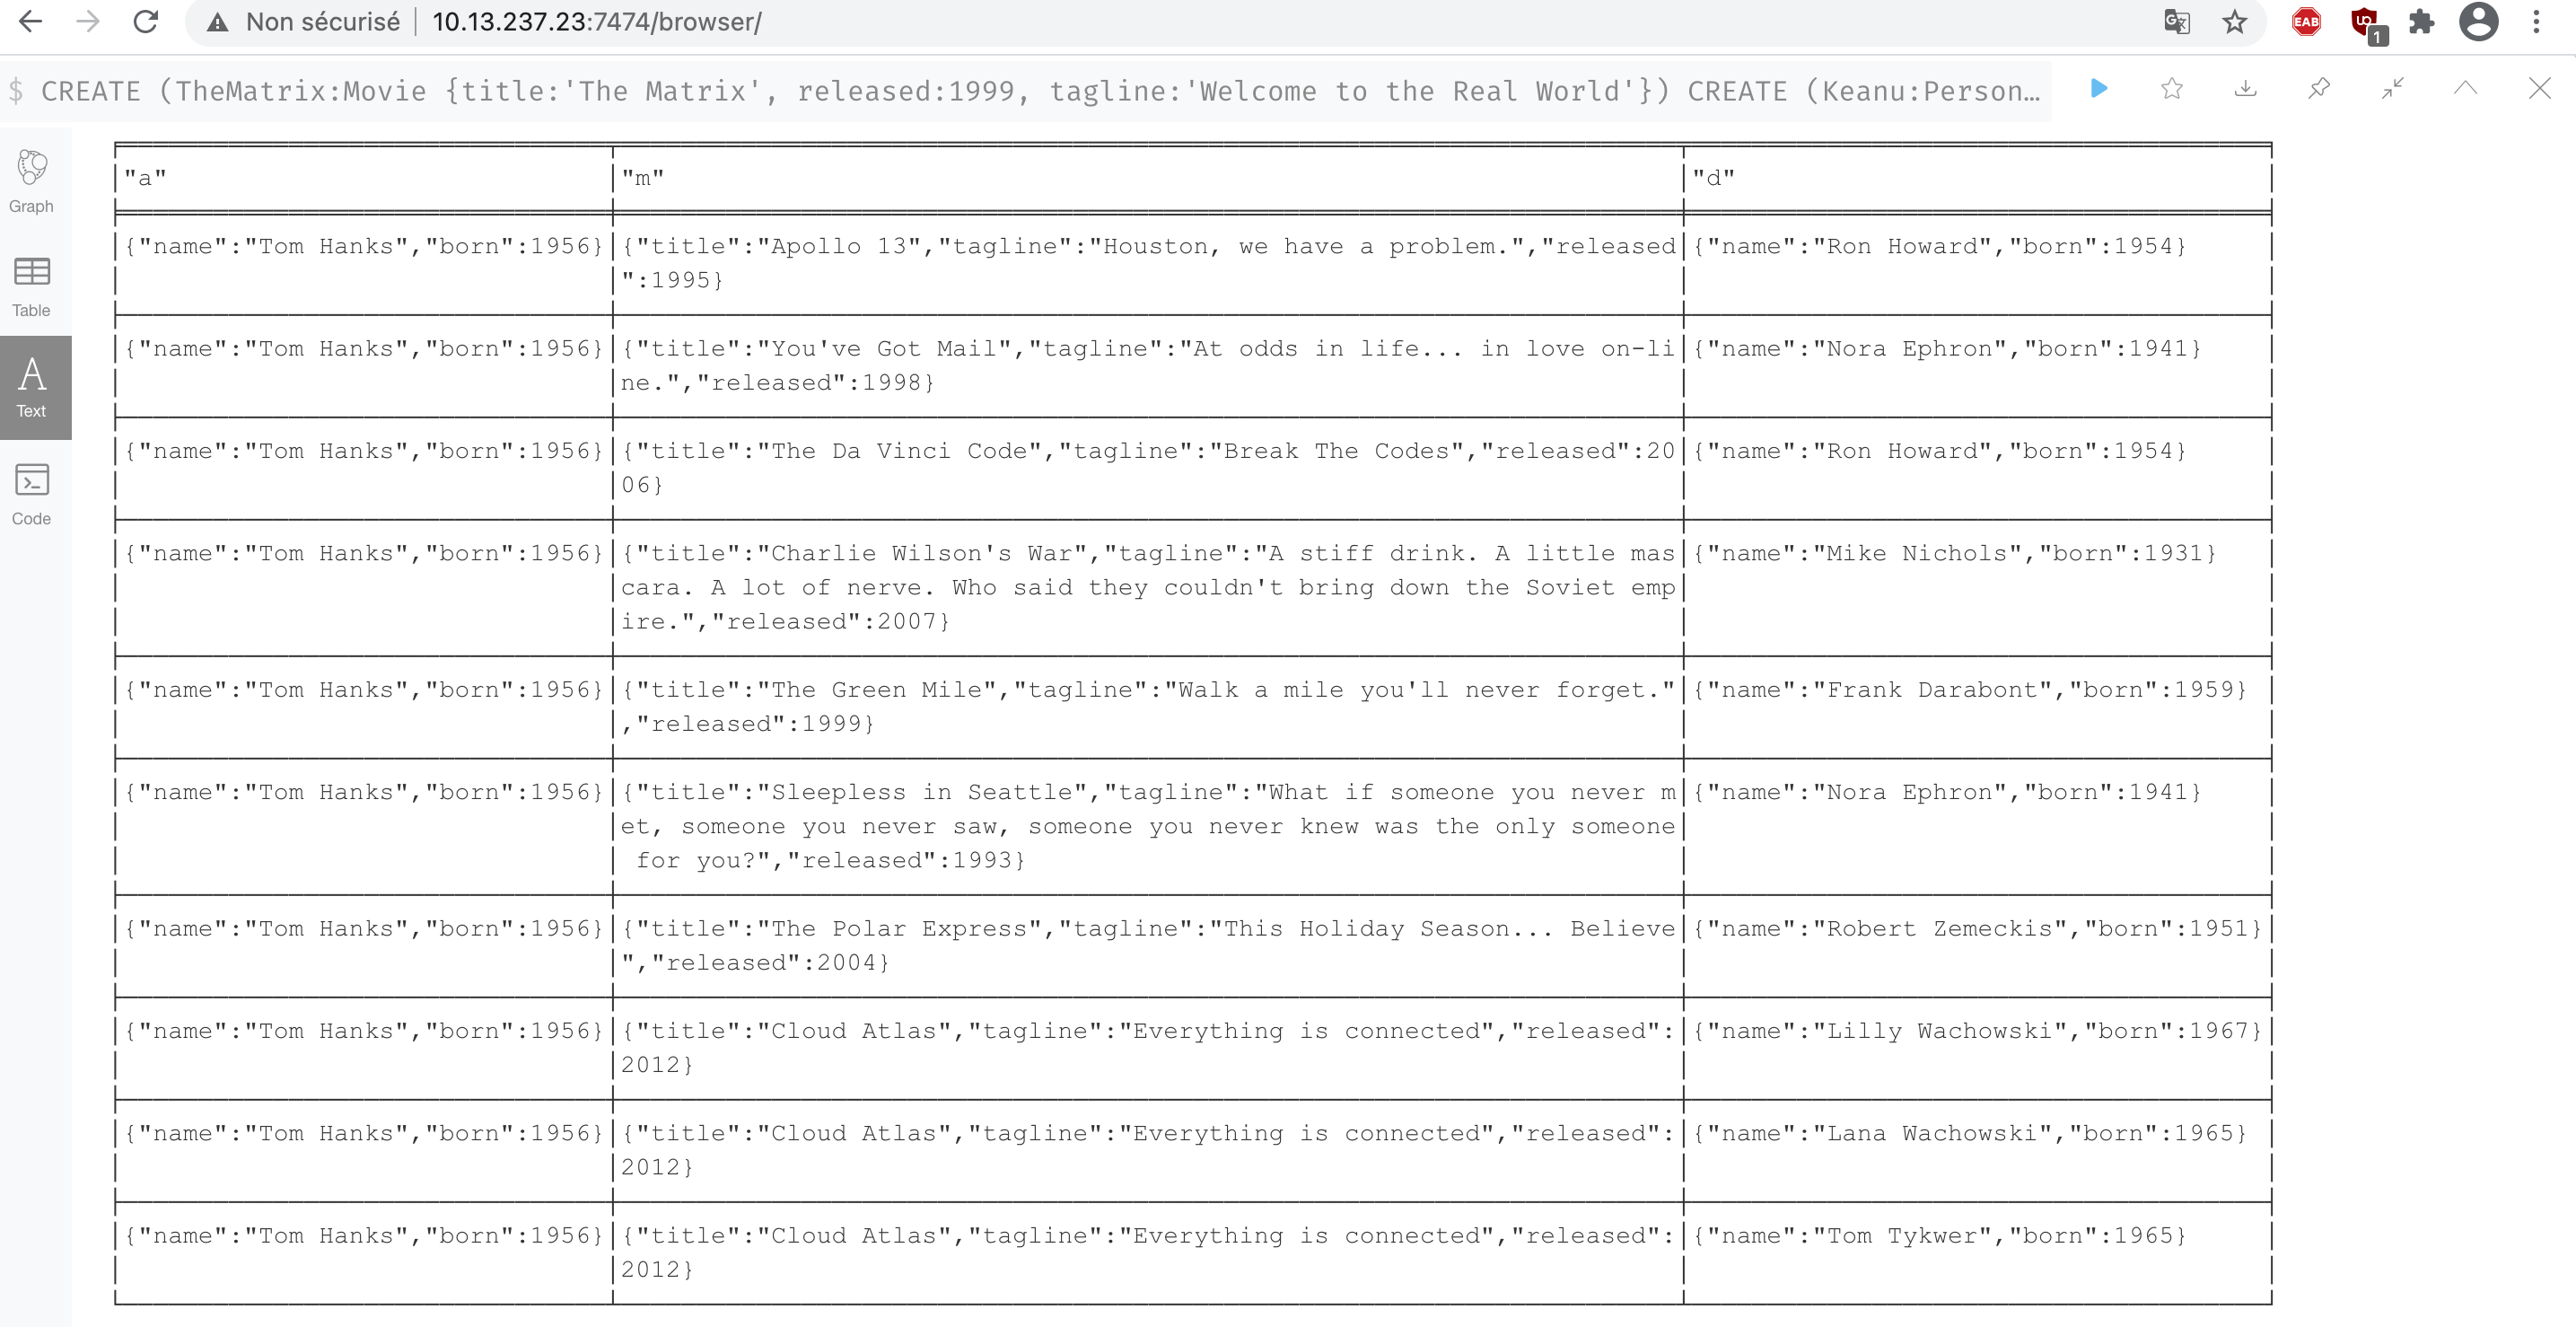 Non sécurisé | 10.13.237.23:7474/browser/
EAB
1
$ CREATE (TheMatrix:Movie {title:'The Matrix', released:1999, tagline:'Welcome to the Real World'}) CREATE (Keanu:Person…
Graph
Table
A
Text
Code
"a" "m" "d"
{"name":"Tom Hanks","born":1956} {"title":"Apollo 13","tagline":"Houston, we have a problem.","released {"name":"Ron Howard","born":1954}
":1995}
{"name":"Tom Hanks","born":1956} {"title":"You've Got Mail","tagline":"At odds in life... in love on-li {"name":"Nora Ephron","born":1941}
ne.","released":1998}
{"name":"Tom Hanks","born":1956} {"title":"The Da Vinci Code","tagline":"Break The Codes","released":20 {"name":"Ron Howard","born":1954}
06}
{"name":"Tom Hanks","born":1956} {"title":"Charlie Wilson's War","tagline":"A stiff drink. A little mas {"name":"Mike Nichols","born":1931}
cara. A lot of nerve. Who said they couldn't bring down the Soviet emp
ire.","released":2007}
{"name":"Tom Hanks","born":1956} {"title":"The Green Mile","tagline":"Walk a mile you'll never forget." {"name":"Frank Darabont","born":1959}
,"released":1999}
{"name":"Tom Hanks","born":1956} {"title":"Sleepless in Seattle","tagline":"What if someone you never m {"name":"Nora Ephron","born":1941}
et, someone you never saw, someone you never knew was the only someone
for you?","released":1993}
{"name":"Tom Hanks","born":1956} {"title":"The Polar Express","tagline":"This Holiday Season... Believe {"name":"Robert Zemeckis","born":1951}
","released":2004}
{"name":"Tom Hanks","born":1956} {"title":"Cloud Atlas","tagline":"Everything is connected","released": {"name":"Lilly Wachowski","born":1967}
2012}
{"name":"Tom Hanks","born":1956} {"title":"Cloud Atlas","tagline":"Everything is connected","released": {"name":"Lana Wachowski","born":1965}
2012}
{"name":"Tom Hanks","born":1956} {"title":"Cloud Atlas","tagline":"Everything is connected","released": {"name":"Tom Tykwer","born":1965}
2012}